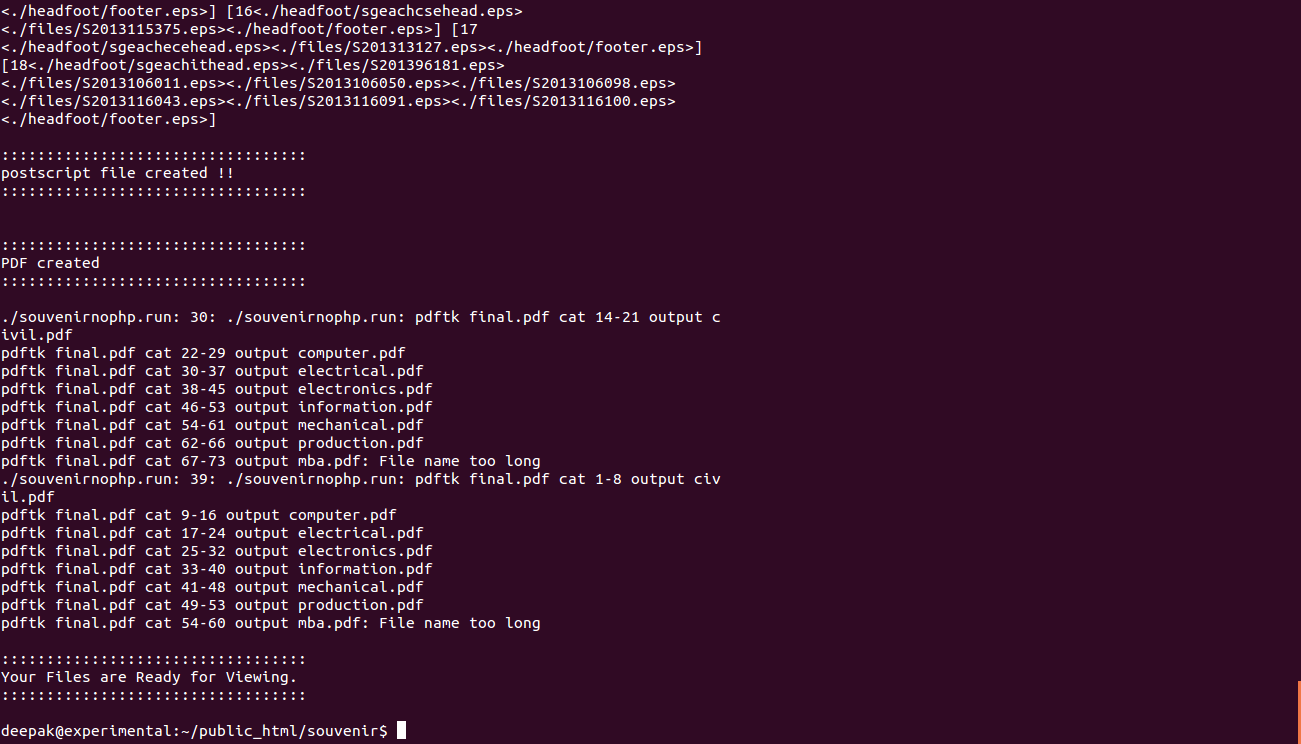 <./headfoot/footer.eps>] [16<./headfoot/sgeachcsehead.eps>
<./files/S2013115375.eps><./headfoot/footer.eps>] [17
<./headfoot/sgeachecehead.eps><./files/S201313127.eps><./headfoot/footer.eps>]
[18<./headfoot/sgeachithead.eps><./files/S201396181.eps>
<./files/S2013106011.eps><./files/S2013106050.eps><./files/S2013106098.eps>
<./files/S2013116043.eps><./files/S2013116091.eps><./files/S2013116100.eps>
<./headfoot/footer.eps>]
::::::::::::::::::::::::::::::::::
postscript file created !!
::::::::::::::::::::::::::::::::::
::::::::::::::::::::::::::::::::::
PDF created
::::::::::::::::::::::::::::::::::
./souvenirnophp.run: 30: ./souvenirnophp.run: pdftk final.pdf cat 14-21 output c
ivil.pdf
pdftk final.pdf cat 22-29 output computer.pdf
pdftk final.pdf cat 30-37 output electrical.pdf
pdftk final.pdf cat 38-45 output electronics.pdf
pdftk final.pdf cat 46-53 output information.pdf
pdftk final.pdf cat 54-61 output mechanical.pdf
pdftk final.pdf cat 62-66 output production.pdf
pdftk final.pdf cat 67-73 output mba.pdf: File name too long
./souvenirnophp.run: 39: ./souvenirnophp.run: pdftk final.pdf cat 1-8 output civ
il.pdf
pdftk final.pdf cat 9-16 output computer.pdf
pdftk final.pdf cat 17-24 output electrical.pdf
pdftk final.pdf cat 25-32 output electronics.pdf
pdftk final.pdf cat 33-40 output information.pdf
pdftk final.pdf cat 41-48 output mechanical.pdf
pdftk final.pdf cat 49-53 output production.pdf
pdftk final.pdf cat 54-60 output mba.pdf: File name too long
::::::::::::::::::::::::::::::::::
Your Files are Ready for Viewing.
::::::::::::::::::::::::::::::::::
deepak@experimental:~/public_html/souvenir$